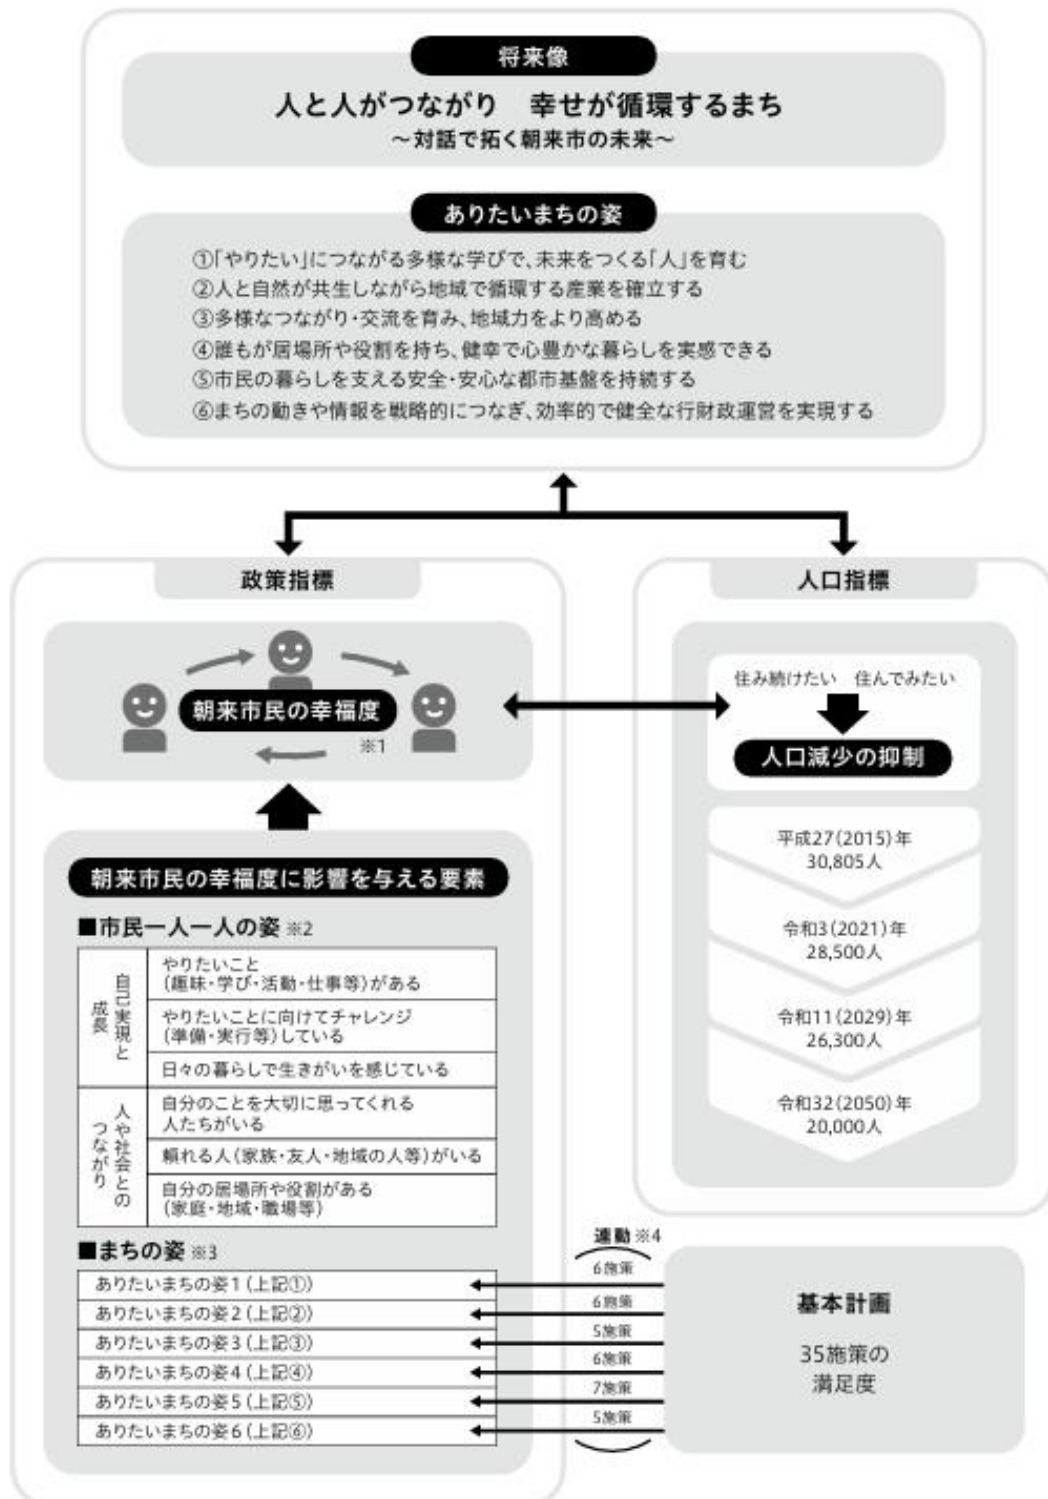 将来像
人と人がつながり　幸せが循環するまち
～対話で拓く朝来市の未来～
ありたいまちの姿
①「やりたい」につながる多様な学びで、未来をつくる「人」を育む
②人と自然が共生しながら地域で循環する産業を確立する
③多様なつながり・交流を育み、地域力をより高める
④誰もが居場所や役割を持ち、健幸で心豊かな暮らしを実感できる
⑤市民の暮らしを支える安全・安心な都市基盤を持続する
⑥まちの動きや情報を戦略的につなぎ、効率的で健全な行財政運営を実現する
政策指標
朝来市民の幸福度
※1
朝来市民の幸福度に影響を与える要素
■市民一人一人の姿 ※2
自己実現と
成長
やりたいこと
(趣味・学び・活動・仕事等)がある
やりたいことに向けてチャレンジ
(準備・実行等)している
日々の暮らしで生きがいを感じている
人や社会との
つながり
自分のことを大切に思ってくれる
人たちがいる
頼れる人(家族・友人・地域の人等)がいる
自分の居場所や役割がある
(家庭・地域・職場等)
■まちの姿 ※3
ありたいまちの姿1(上記①)
ありたいまちの姿2(上記②)
ありたいまちの姿3(上記③)
ありたいまちの姿4(上記④)
ありたいまちの姿5(上記⑤)
ありたいまちの姿6(上記⑥)
連動 ※4
6施策
6施策
5施策
6施策
7施策
5施策
人口指標
住み続けたい　住んでみたい
人口減少の抑制
平成27(2015)年
30,805人
令和3(2021)年
28,500人
令和11(2029)年
26,300人
令和32(2050)年
20,000人
基本計画
35施策の
満足度